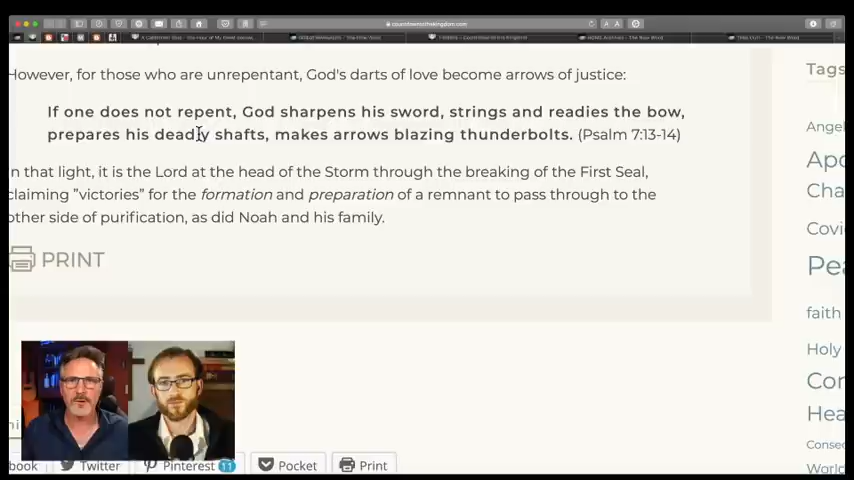 countdowntothekingdom.com
However, for those who are unrepentant, God's darts of love become arrows of justice:
If one does not repent, God sharpens his sword, strings and readies the bow,
prepares his deadly shafts, makes arrows blazing thunderbolts. (Psalm 7:13-14)
n that light, it is the Lord at the head of the Storm through the breaking of the First Seal,
claiming "victories" for the formation and preparation of a remnant to pass through to the
other side of purification, as did Noah and his family.
PRINT
book
Twitter
Pinterest 11
Pocket
Print
Tags
Angel
Apo
Cha
Covi
Pea
faith
Holy
Con
Hea
Consec
World